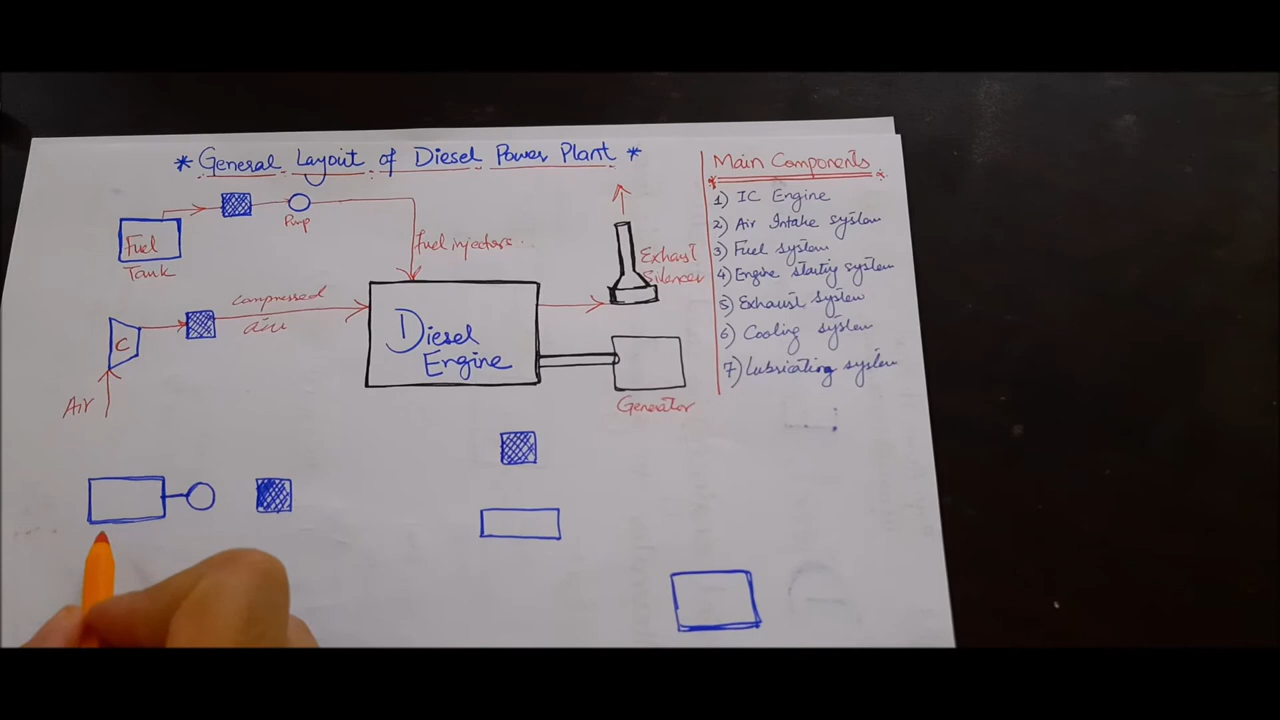 * General Layout of Diesel Power Plant *
Fuel
Tank
Pump
Fuel injectors..
Exhaust
Silencer
C
Air
compressed
air
Diesel
Engine
Generator
Main Components
1) IC Engine
2) Air Intake system
3) Fuel system
4) Engine starting system
5) Exhaust system
6) Cooling system
7) Lubricating system